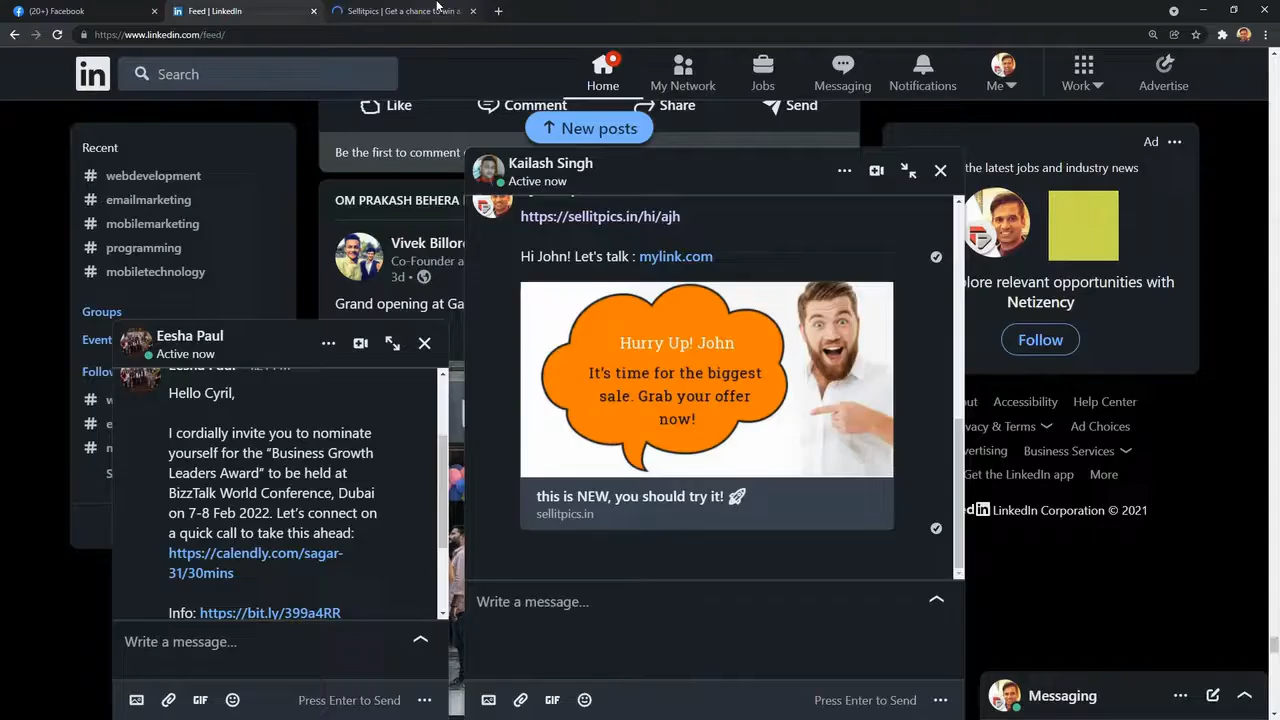 (20+) Facebook
Feed | LinkedIn
Sellitpics | Get a chance to win a
https://www.linkedin.com/feed/
in
Search
Home
My Network
Jobs
Messaging
Notifications
Me
Work
Advertise
Like
Comment
Share
Send
New posts
Be the first to comment
Recent
# webdevelopment
# emailmarketing
# mobilemarketing
# programming
# mobiletechnology
Groups
Event
Follo
OM PRAKASH BEHERA
Vivek Billor
Co-Founder a
3d •
Grand opening at Ga
Eesha Paul
Active now
Hello Cyril,
I cordially invite you to nominate
yourself for the “Business Growth
Leaders Award” to be held at
BizzTalk World Conference, Dubai
on 7-8 Feb 2022. Let's connect on
a quick call to take this ahead:
https://calendly.com/sagar-
31/30mins
Info: https://bit.ly/399a4RR
Write a message...
GIF
Press Enter to Send
Kailash Singh
Active now
https://sellitpics.in/hi/ajh
Hi John! Let's talk : mylink.com
Hurry Up! John
It's time for the biggest
sale. Grab your offer
now!
this is NEW, you should try it! 🚀
sellitpics.in
Write a message...
GIF
Press Enter to Send
Ad
the latest jobs and industry news
plore relevant opportunities with
Netizency
Follow
out
Accessibility
Help Center
vacy & Terms
Ad Choices
vertising
Business Services
Get the LinkedIn app
More
LinkedIn Corporation © 2021
Messaging